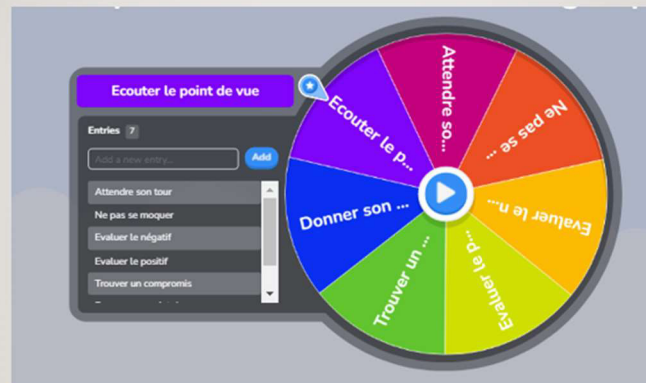 Ecouter le point de vue
Entries 7
Add a new entry...
Add
Attendre son tour
Ne pas se moquer
Evaluer le négatif
Evaluer le positif
Trouver un compromis
Attendre so...
Ne pas se ...
Evaluer le n...
Evaluer le p...
Trouver un ...
Donner son ...
Ecouter le p...